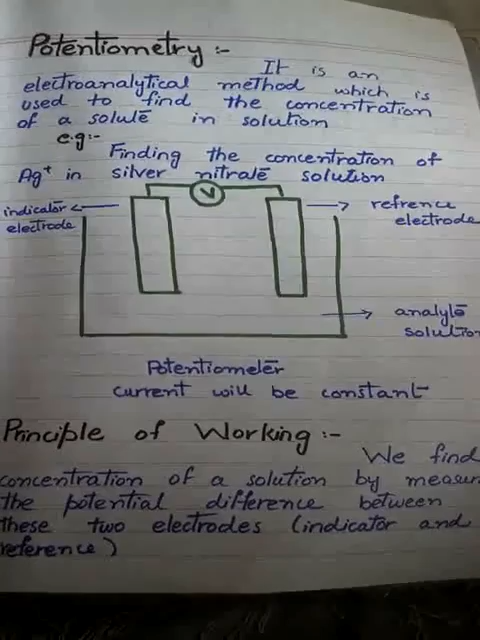 Potentiometry :-
It is an
electroanalytical method which is
used to find the concentration
of a solute in solution
e.g:-
Finding the concentration of
Ag+ in silver nitrate solution
V
indicator electrode
refrence electrode
analyte solution
Potentiometer
current will be constant
Principle of Working :-
We find
concentration of a solution by measur
the potential difference between
these two electrodes (indicator and
reference)